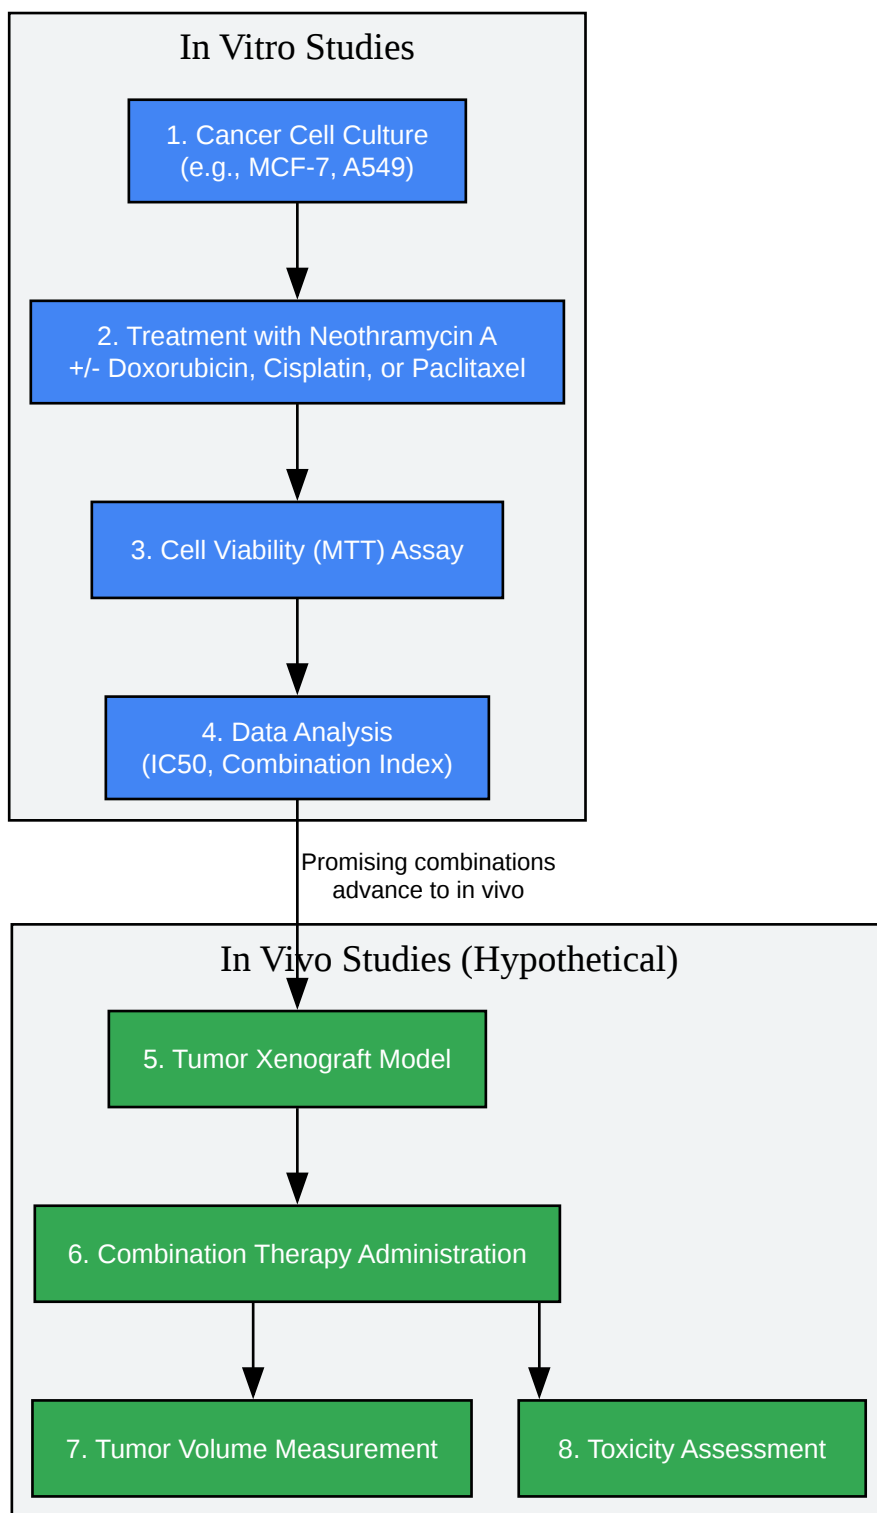 In Vitro Studies
1. Cancer Cell Culture
(e.g., MCF-7, A549)
2. Treatment with Neothramycin A
+/- Doxorubicin, Cisplatin, or Paclitaxel
3. Cell Viability (MTT) Assay
4. Data Analysis
(IC50, Combination Index)
Promising combinations
advance to in vivo
In Vivo Studies (Hypothetical)
5. Tumor Xenograft Model
6. Combination Therapy Administration
7. Tumor Volume Measurement
8. Toxicity Assessment